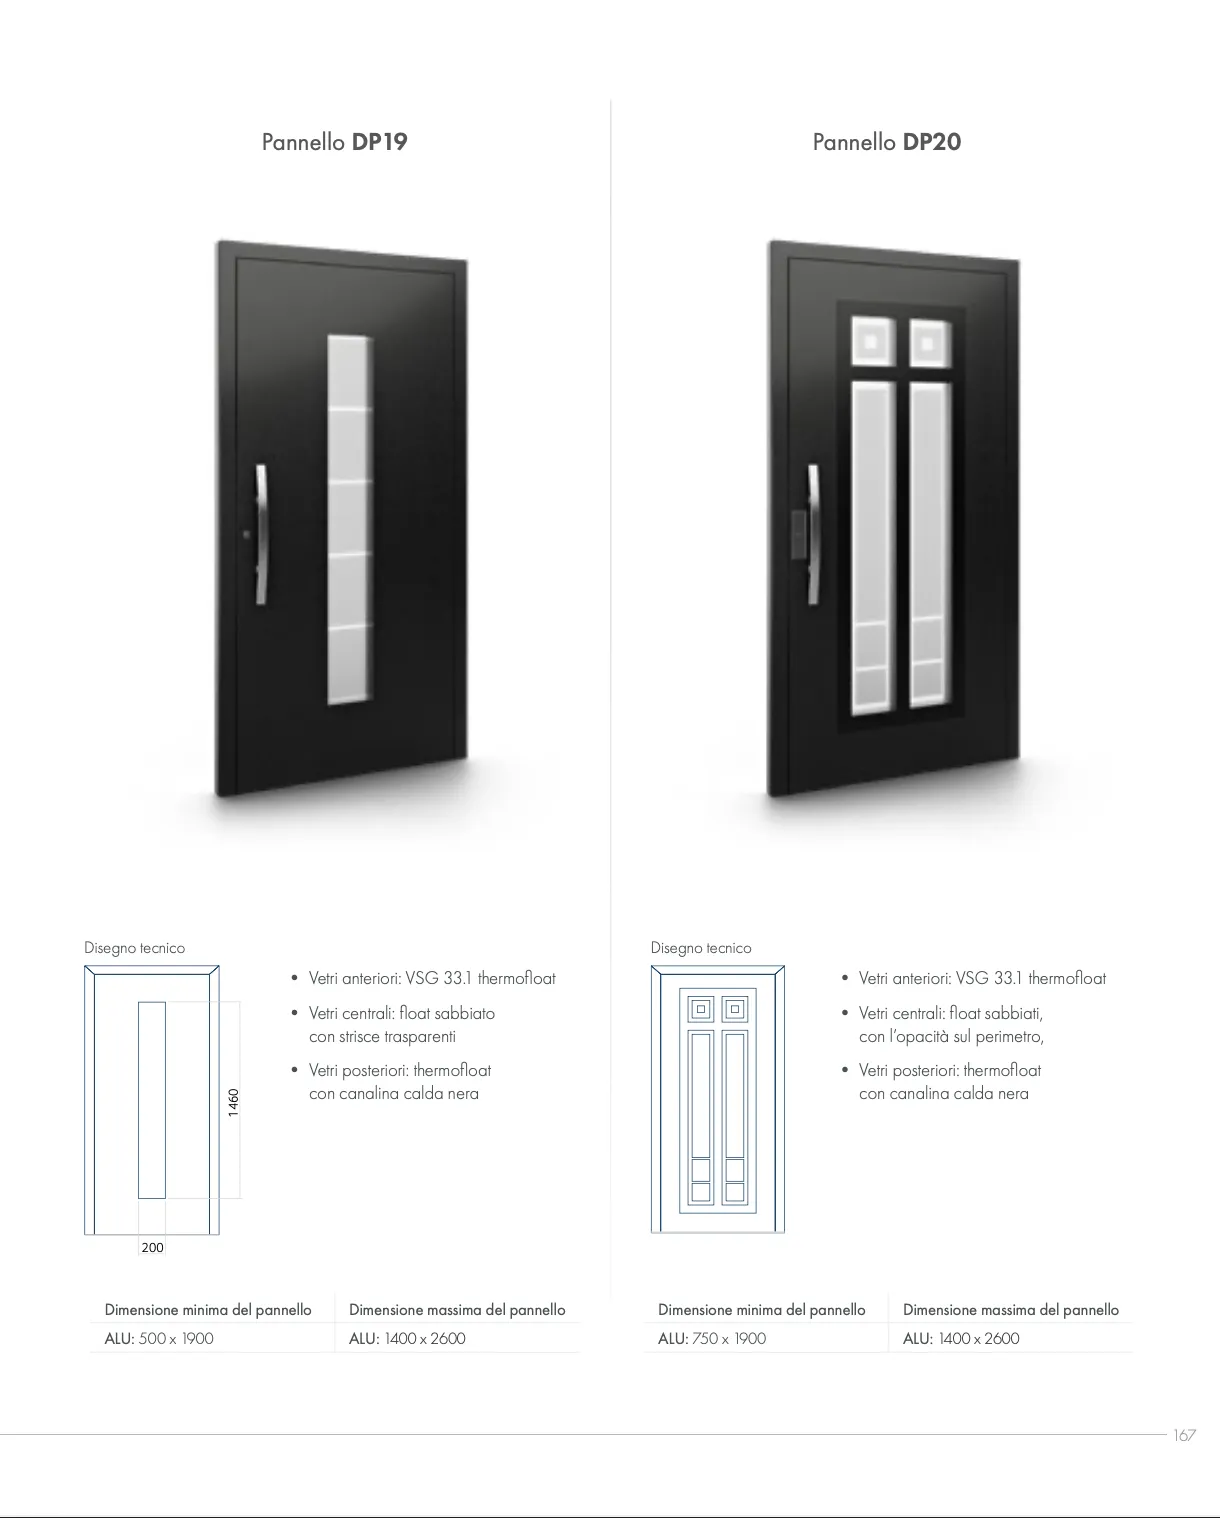 Pannello DP19
Disegno tecnico
1460
200
• Vetri anteriori: VSG 33.1 thermofloat
• Vetri centrali: float sabbiato
con strisce trasparenti
• Vetri posteriori: thermofloat
con canalina calda nera
Dimensione minima del pannello
Dimensione massima del pannello
ALU: 500 x 1900
ALU: 1400 x 2600
Pannello DP20
Disegno tecnico
• Vetri anteriori: VSG 33.1 thermofloat
• Vetri centrali: float sabbiati,
con l’opacità sul perimetro,
• Vetri posteriori: thermofloat
con canalina calda nera
Dimensione minima del pannello
Dimensione massima del pannello
ALU: 750 x 1900
ALU: 1400 x 2600
167